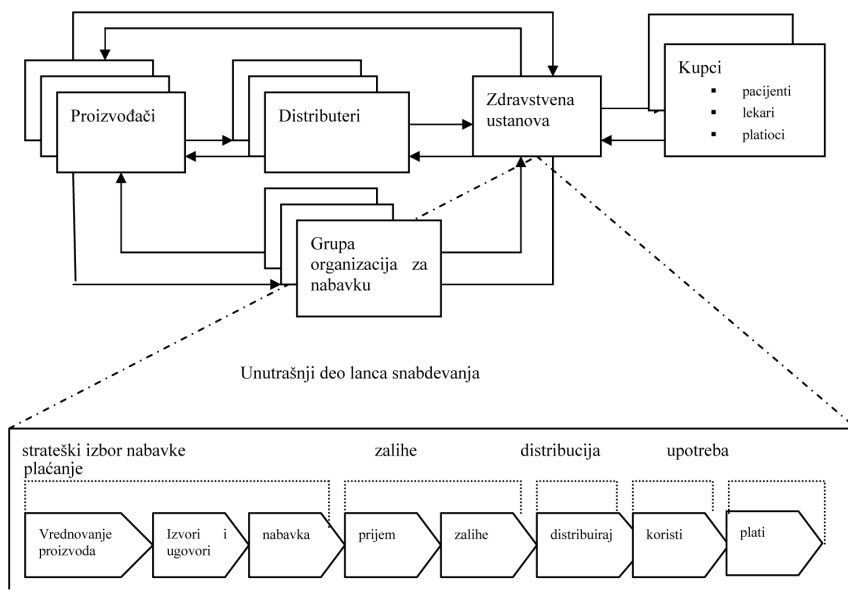 Proizvođači
Distributeri
Zdravstvena
ustanova
Kupci
▪ pacijenti
▪ lekari
▪ platioci
Grupa
organizacija za
nabavku
Unutrašnji deo lanca snabdevanja
strateški izbor nabavke zalihe distribucija upotreba
plaćanje
Vrednovanje
proizvoda
Izvori i
ugovori
nabavka
prijem
zalihe
distribuiraj
koristi
plati